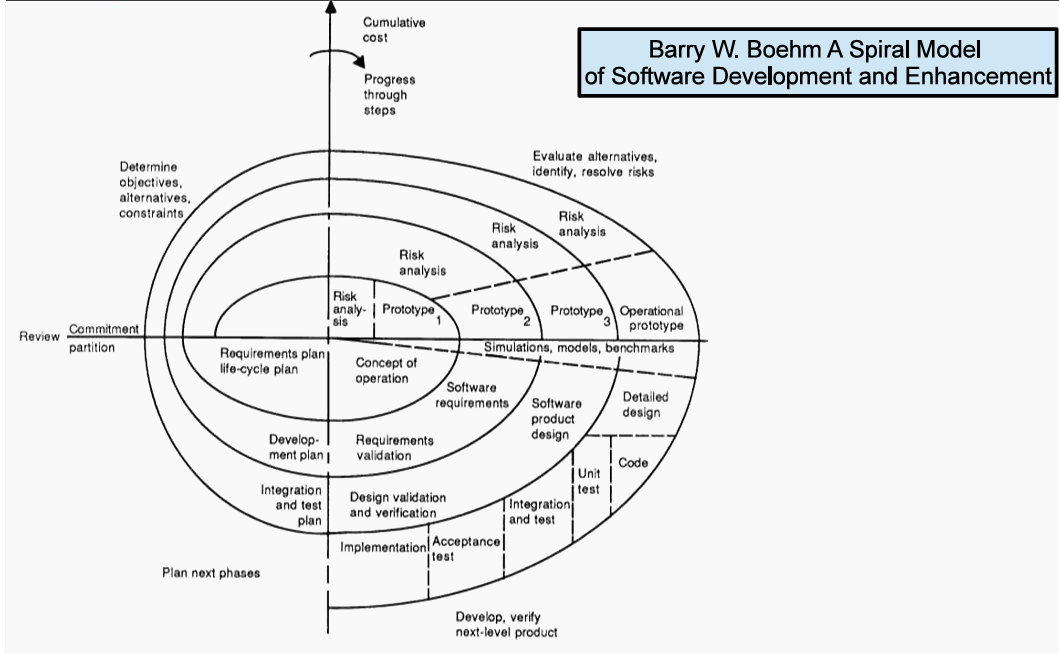 Barry W. Boehm A Spiral Model
of Software Development and Enhancement
Cumulative
cost
Progress
through
steps
Determine
objectives,
alternatives,
constraints
Evaluate alternatives,
identify, resolve risks
Risk
analysis
Risk
analysis
Risk
analysis
Risk
analy-
sis
Prototype 1
Prototype 2
Prototype 3
Operational
prototype
Review
Commitment
partition
Simulations, models, benchmarks
Requirements plan
life-cycle plan
Concept of
operation
Software
requirements
Software
product
design
Detailed
design
Develop-
ment plan
Requirements
validation
Code
Unit
test
Integration
and test
plan
Design validation
and verification
Integration
and test
Implementation
Acceptance
test
Plan next phases
Develop, verify
next-level product